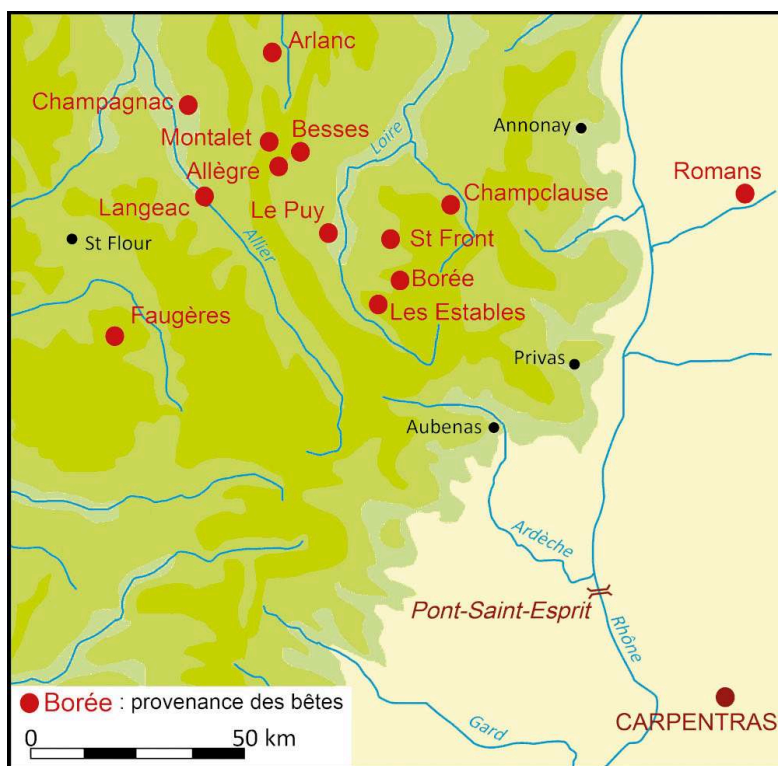 Arlanc
Champagnac
Montalet
Besses
Loire
Annonay
Allègre
Romans
Langeac
Champclause
Le Puy
St Flour
Allier
St Front
Borée
Les Estables
Faugères
Privas
Aubenas
Ardèche
Pont-Saint-Esprit
Rhône
Borée : provenance des bêtes
CARPENTRAS
Gard
0 50 km